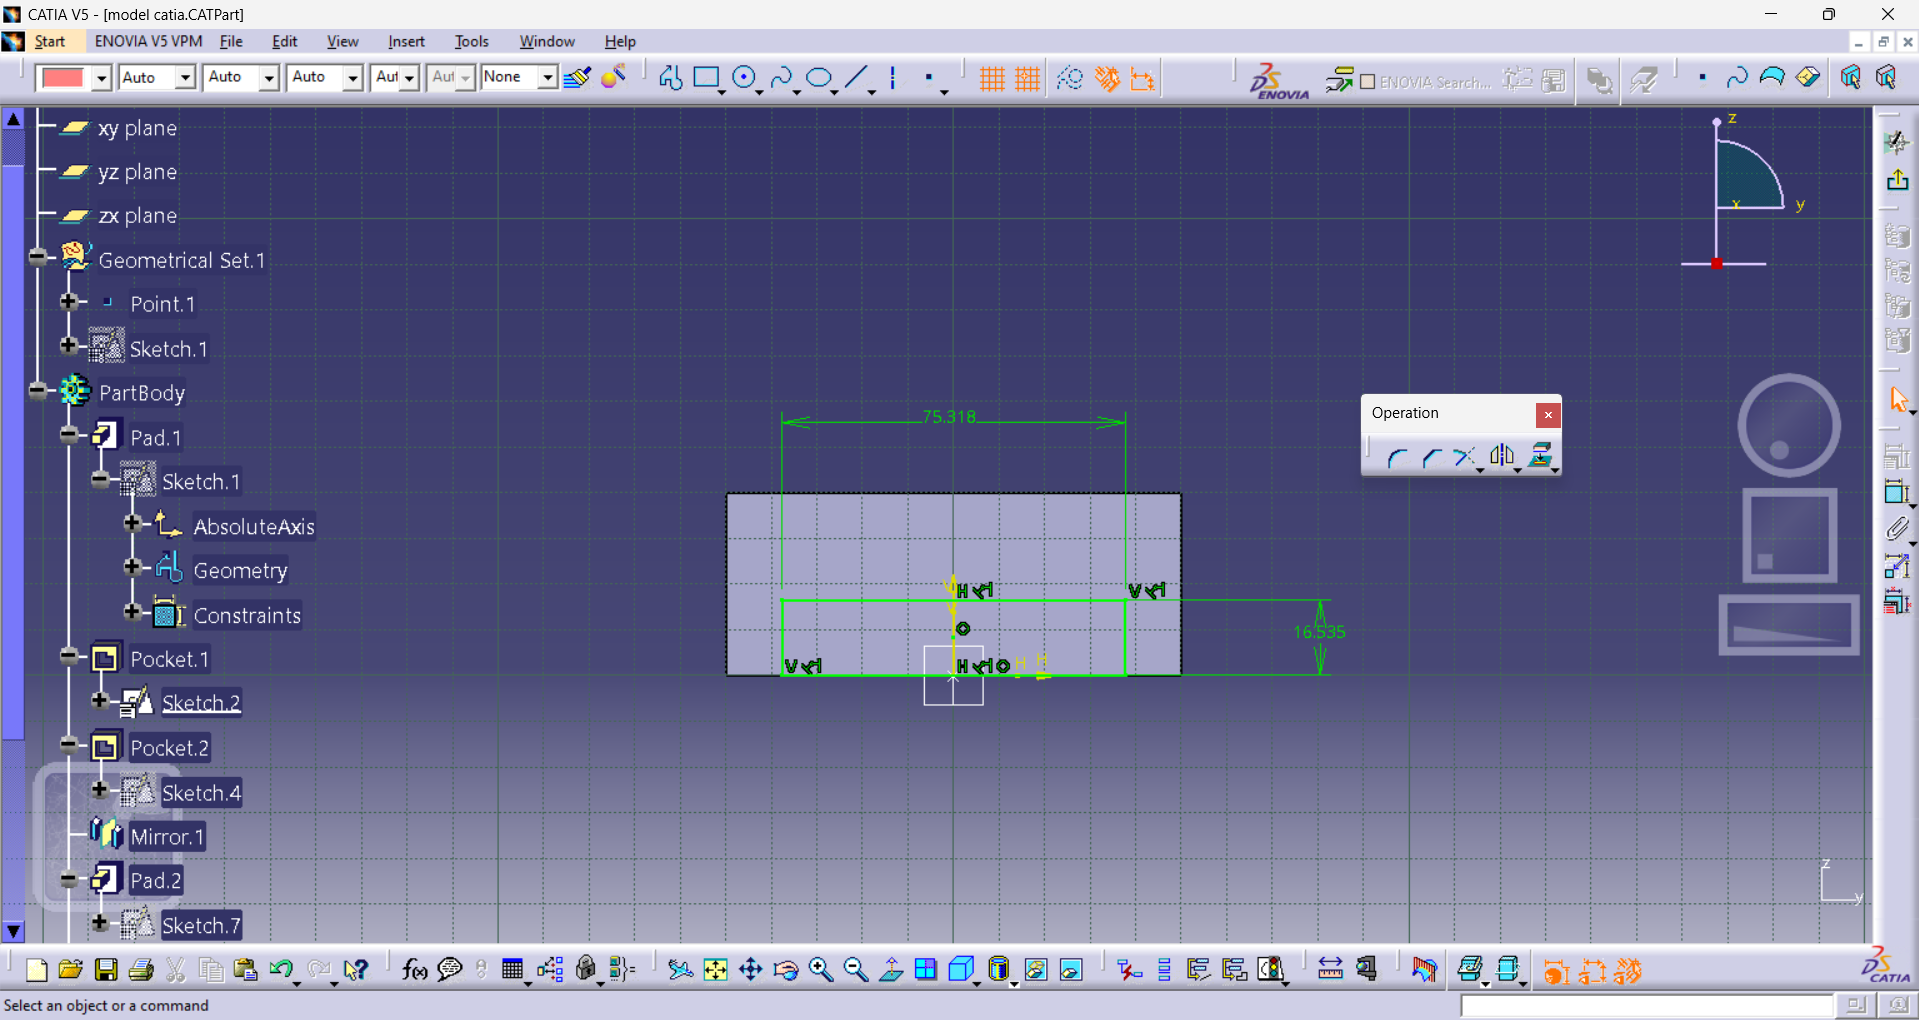 CATIA V5 - [model catia.CATPart]
Start ENOVIA V5 VPM File Edit View Insert Tools Window Help
Auto Auto Auto Aut Aut None ENOVIA ENOVIA Search...
xy plane
yz plane
zx plane
Geometrical Set.1
Point.1
Sketch.1
PartBody
Pad.1
Sketch.1
AbsoluteAxis
Geometry
Constraints
Pocket.1
Sketch.2
Pocket.2
Sketch.4
Mirror.1
Pad.2
Sketch.7
z
x y
75.318
Operation
H V
16.535
V H H H
z
y
f(x)
CATIA
Select an object or a command